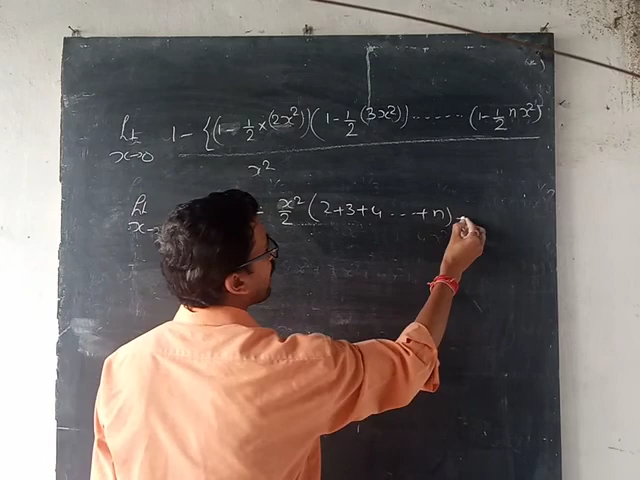 Lt x→0 1 - {(1 - 1/2 × (2x²)) (1 - 1/2 (3x²)) ...... (1 - 1/2 nx²)
x²
Lt x→ - x²/2 (2+3+4 ... + n)